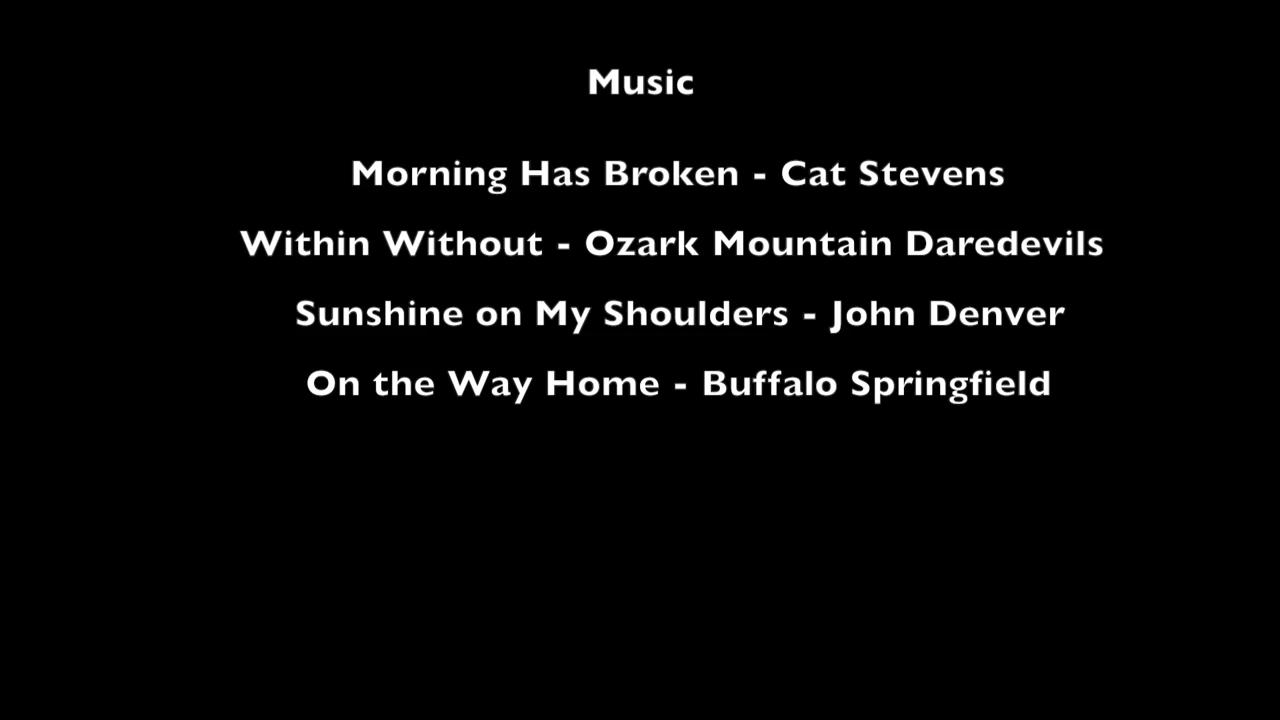 Music
Morning Has Broken - Cat Stevens
Within Without - Ozark Mountain Daredevils
Sunshine on My Shoulders - John Denver
On the Way Home - Buffalo Springfield